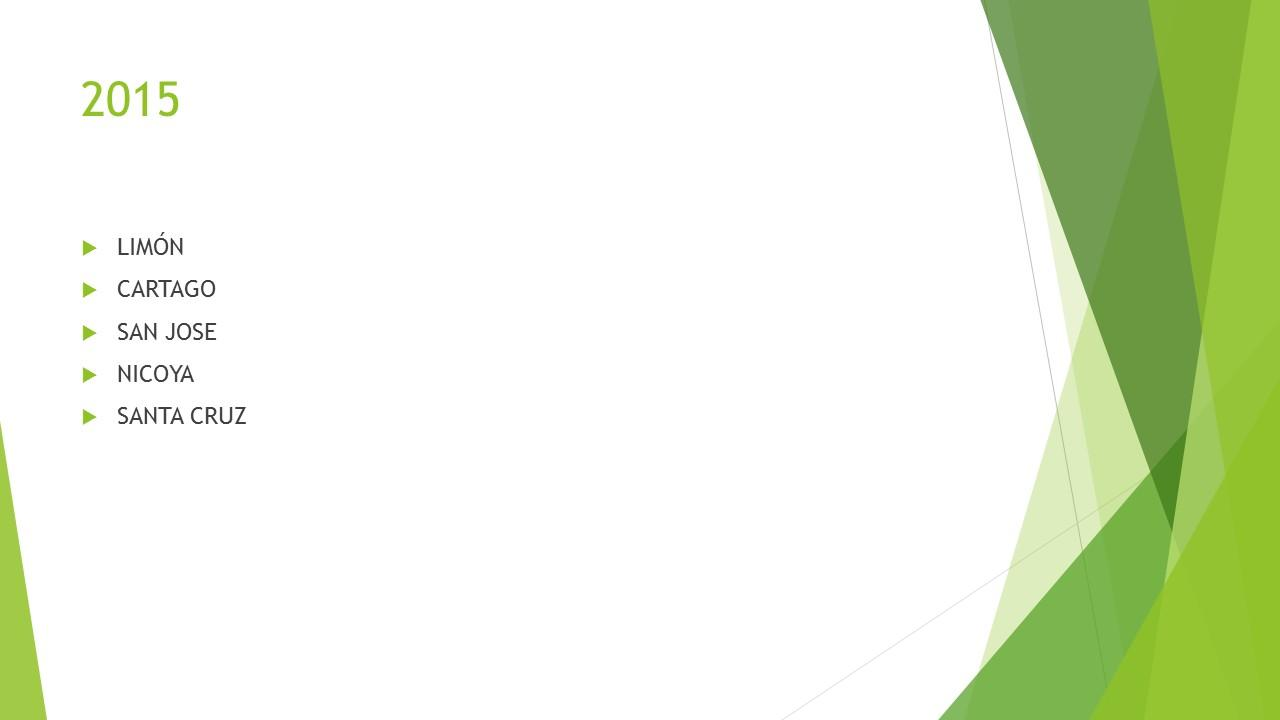 2015
LIMÓN
CARTAGO
SAN JOSE
NICOYA
SANTA CRUZ